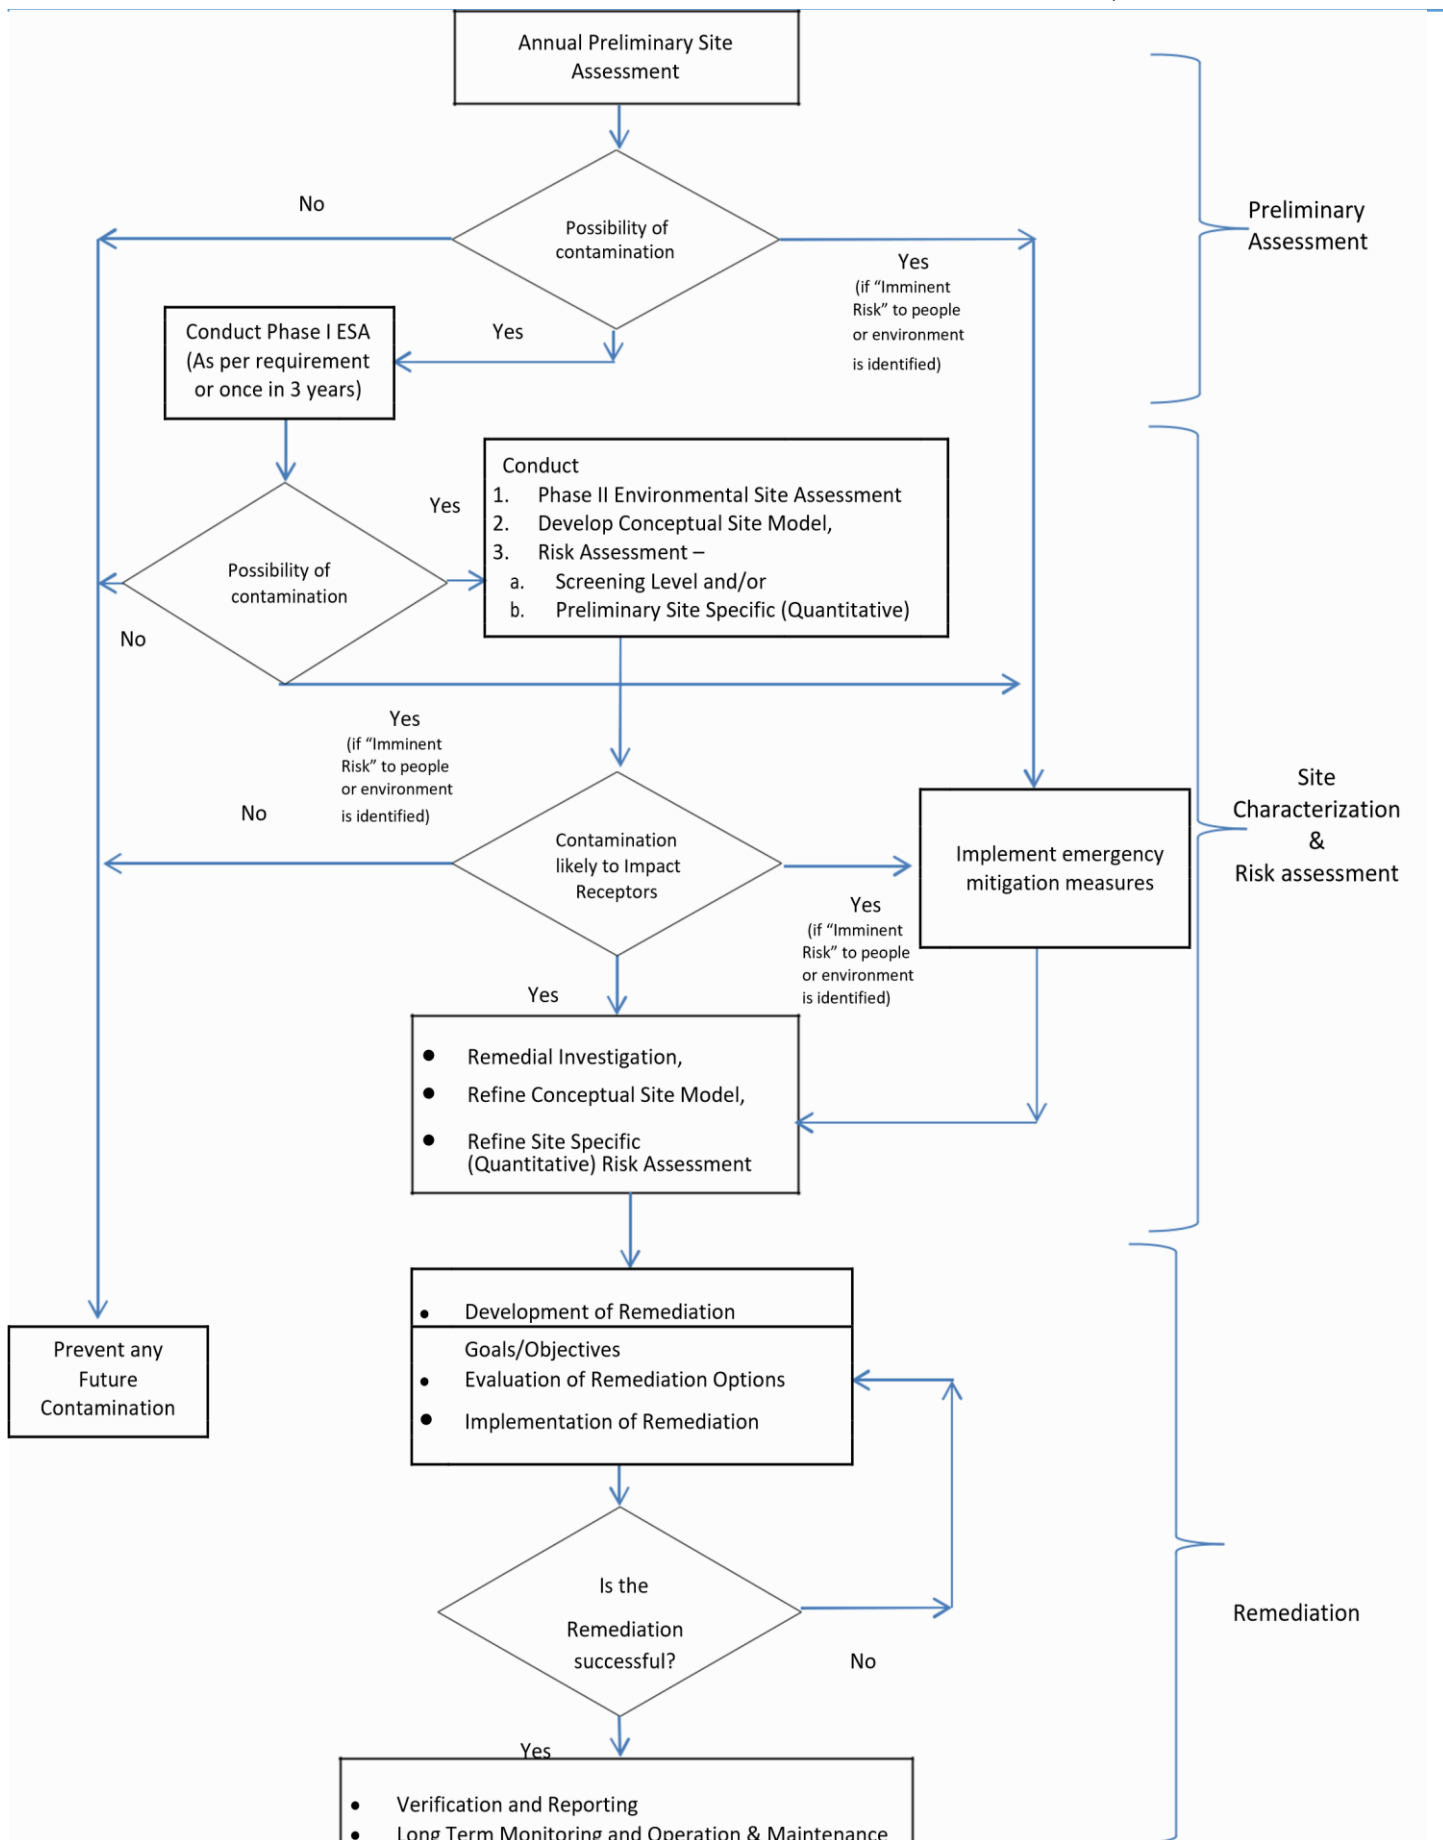 Annual Preliminary Site
Assessment
No
Possibility of
contamination
Yes
(if “Imminent
Risk” to people
or environment
is identified)
Preliminary
Assessment
Conduct Phase I ESA
(As per requirement
or once in 3 years)
Yes
Conduct
1. Phase II Environmental Site Assessment
2. Develop Conceptual Site Model,
3. Risk Assessment –
a. Screening Level and/or
b. Preliminary Site Specific (Quantitative)
Yes
Possibility of
contamination
No
Yes
(if “Imminent
Risk” to people
or environment
is identified)
No
Contamination
likely to Impact
Receptors
Implement emergency
mitigation measures
Site
Characterization
&
Risk assessment
Yes
(if “Imminent
Risk” to people
or environment
is identified)
Yes
● Remedial Investigation,
● Refine Conceptual Site Model,
● Refine Site Specific
(Quantitative) Risk Assessment
● Development of Remediation
Goals/Objectives
● Evaluation of Remediation Options
● Implementation of Remediation
Prevent any
Future
Contamination
Is the
Remediation
successful?
No
Remediation
Yes
● Verification and Reporting
● Long Term Monitoring and Operation & Maintenance